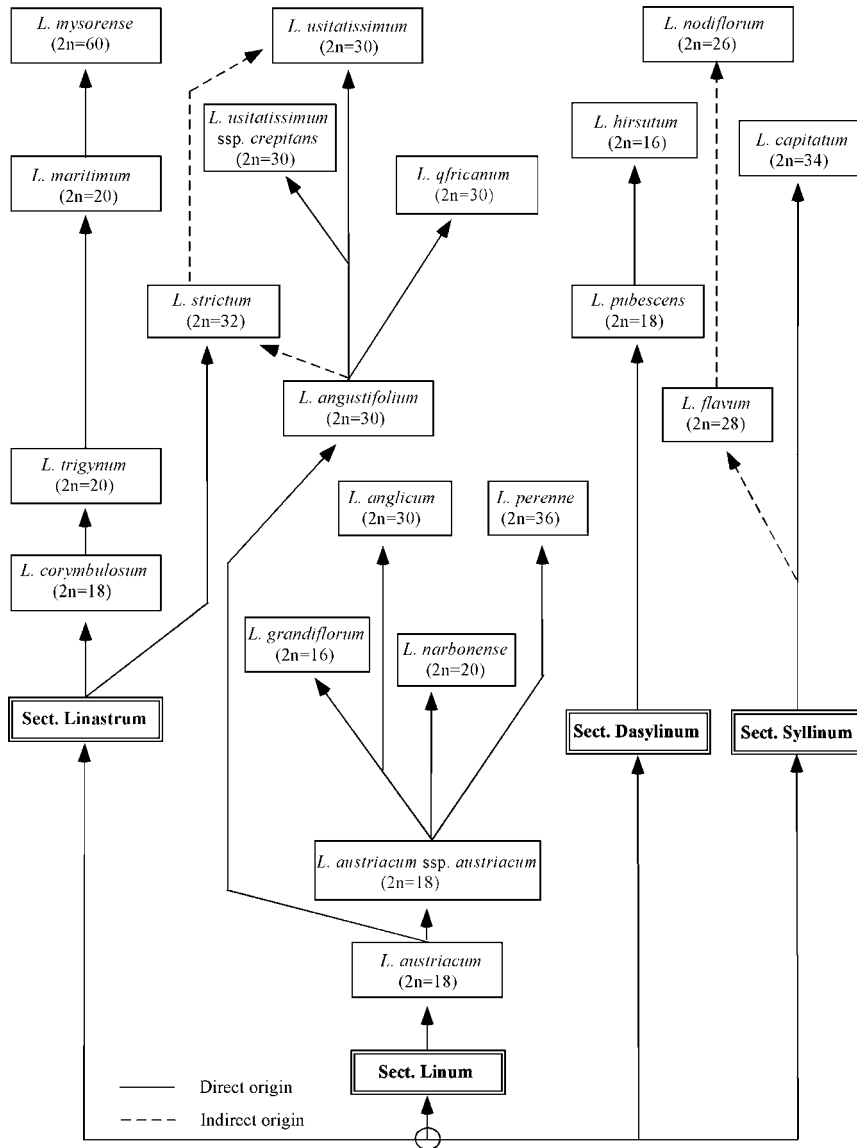 L. mysorense
(2n=60)
L. usitatissimum
(2n=30)
L. nodiflorum
(2n=26)
L. usitatissimum
ssp. crepitans
(2n=30)
L. hirsutum
(2n=16)
L. capitatum
(2n=34)
L. maritimum
(2n=20)
L. qfricanum
(2n=30)
L. strictum
(2n=32)
L. pubescens
(2n=18)
L. angustifolium
(2n=30)
L. flavum
(2n=28)
L. trigynum
(2n=20)
L. anglicum
(2n=30)
L. perenne
(2n=36)
L. corymbulosum
(2n=18)
L. grandiflorum
(2n=16)
L. narbonense
(2n=20)
Sect. Linastrum
Sect. Dasylinum
Sect. Syllinum
L. austriacum ssp. austriacum
(2n=18)
L. austriacum
(2n=18)
Sect. Linum
Direct origin
Indirect origin